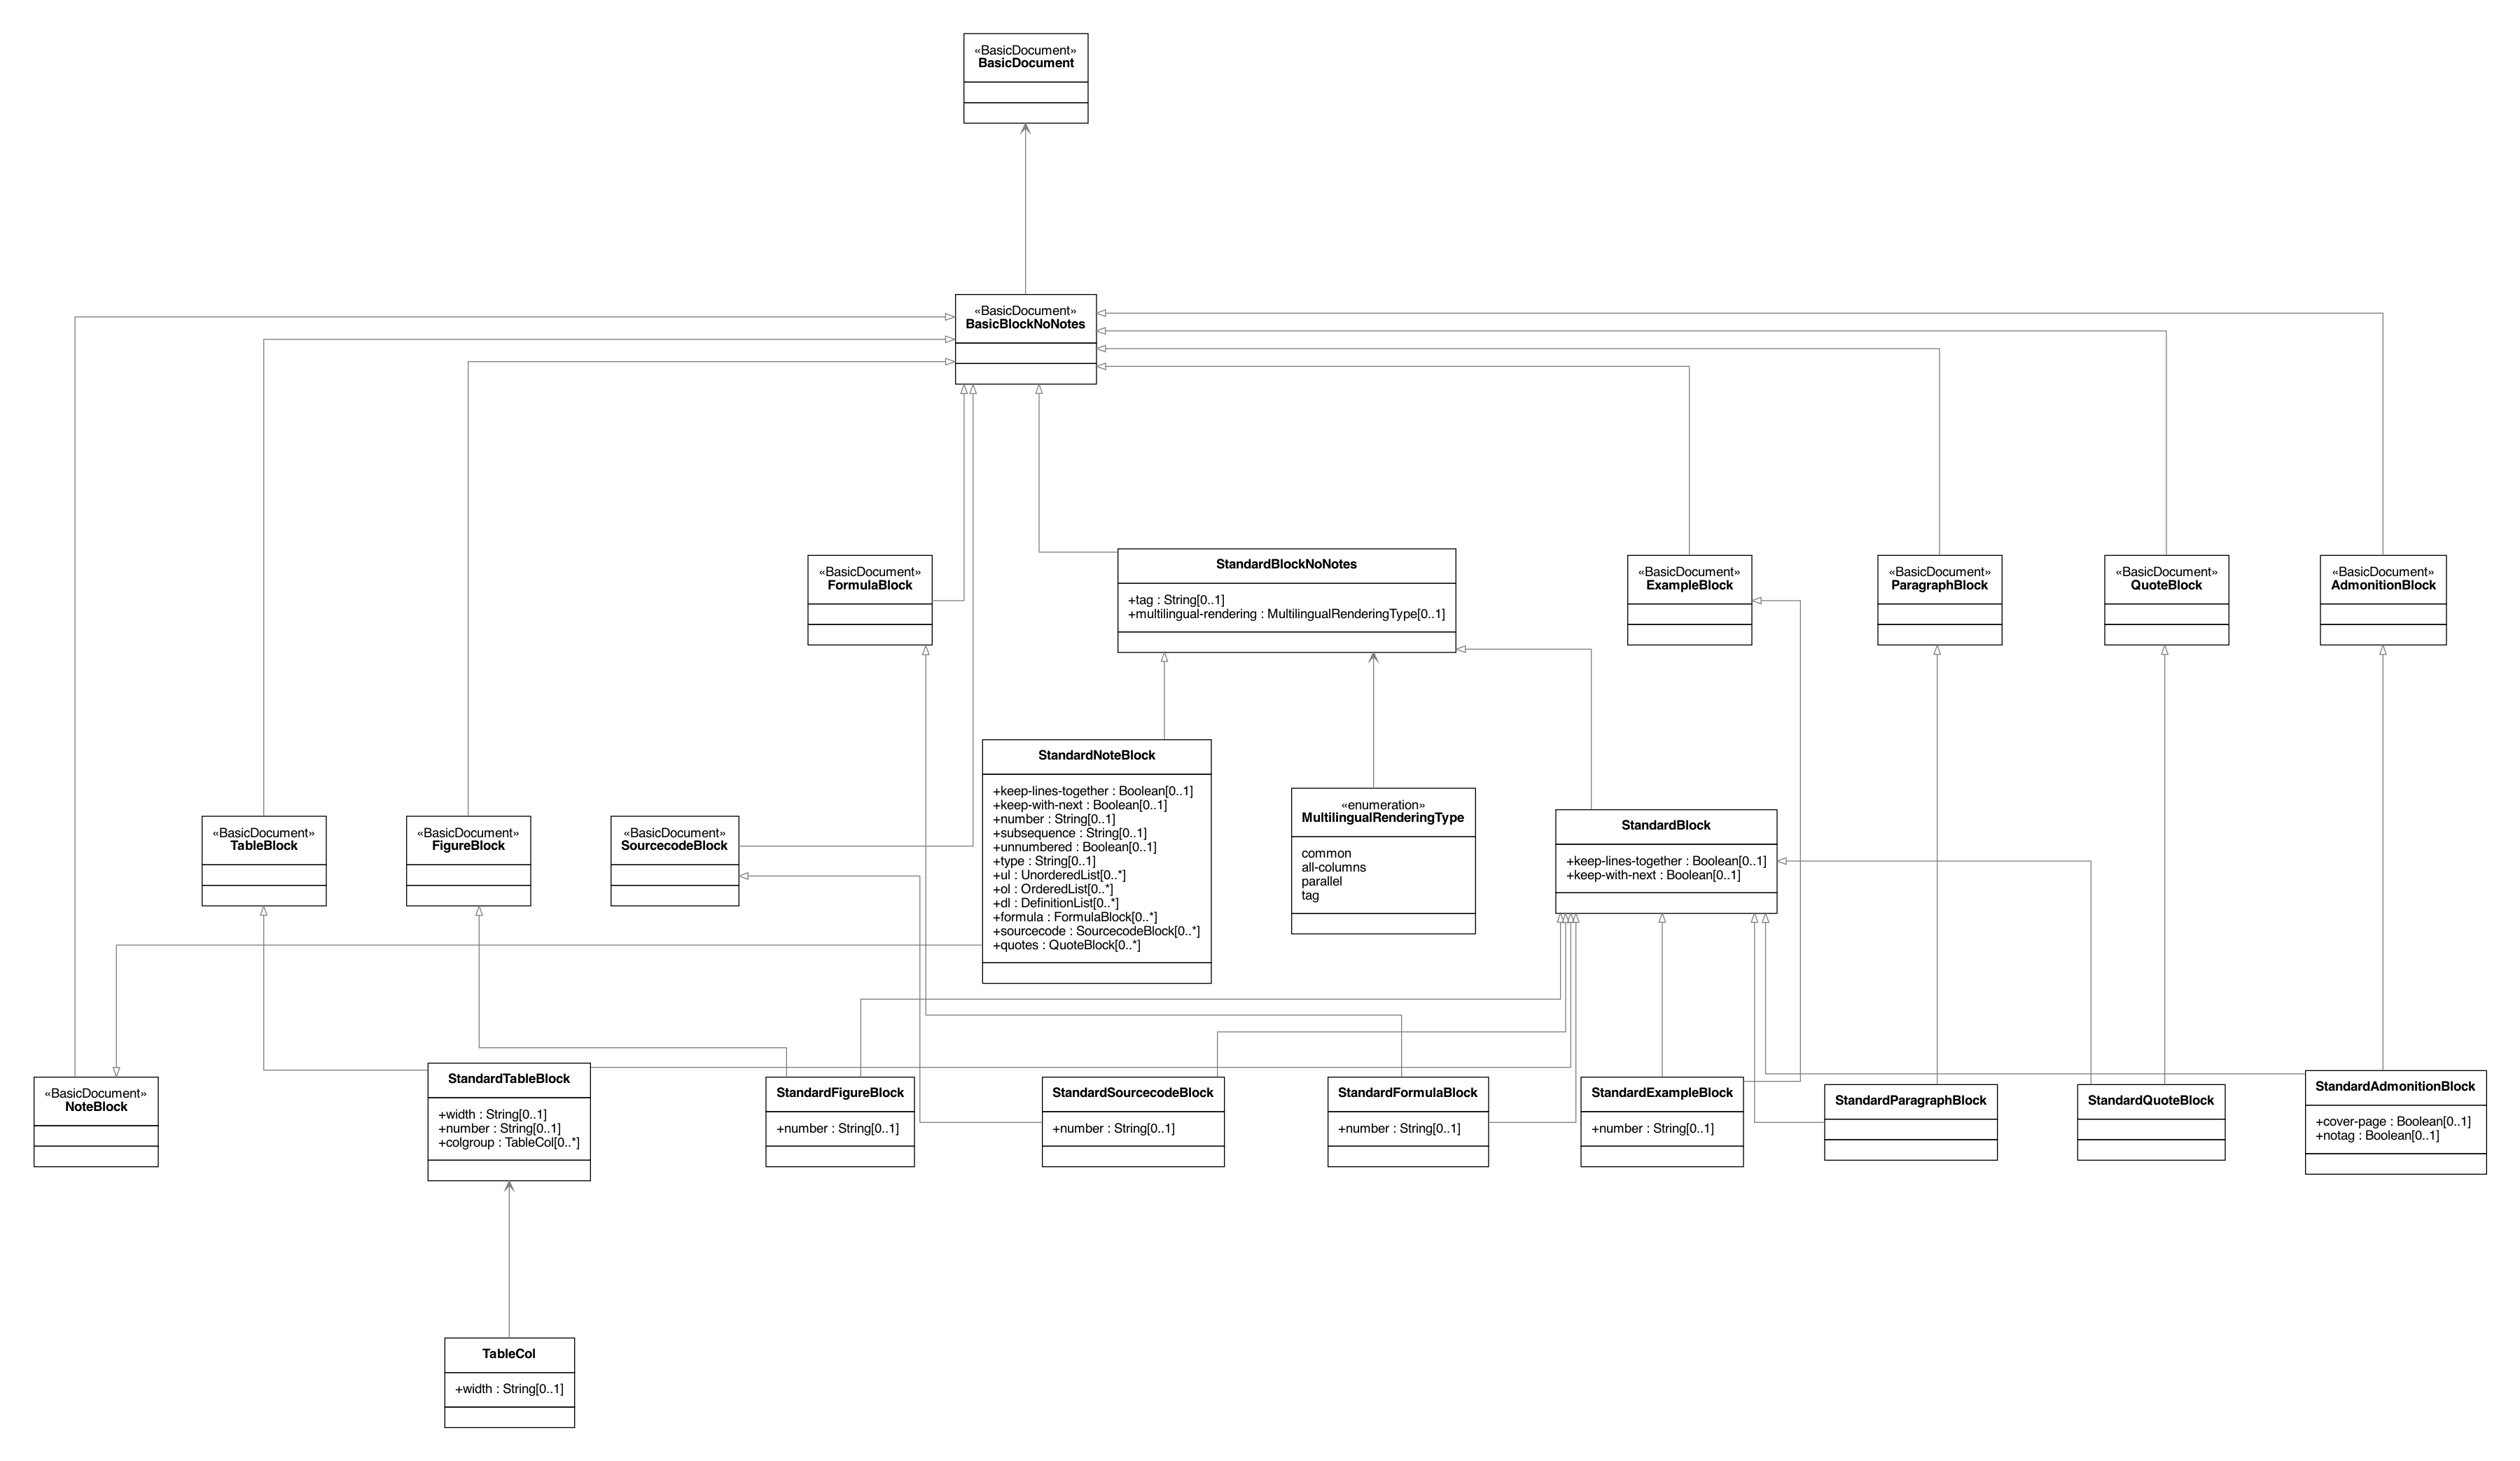 «BasicDocument»
BasicDocument
«BasicDocument»
BasicBlockNoNotes
«BasicDocument»
FormulaBlock
StandardBlockNoNotes
+tag : String[0..1]
+multilingual-rendering : MultilingualRenderingType[0..1]
«BasicDocument»
ExampleBlock
«BasicDocument»
ParagraphBlock
«BasicDocument»
QuoteBlock
«BasicDocument»
AdmonitionBlock
«BasicDocument»
TableBlock
«BasicDocument»
FigureBlock
«BasicDocument»
SourcecodeBlock
StandardNoteBlock
+keep-lines-together : Boolean[0..1]
+keep-with-next : Boolean[0..1]
+number : String[0..1]
+subsequence : String[0..1]
+unnumbered : Boolean[0..1]
+type : String[0..1]
+ul : UnorderedList[0..*]
+ol : OrderedList[0..*]
+dl : DefinitionList[0..*]
+formula : FormulaBlock[0..*]
+sourcecode : SourcecodeBlock[0..*]
+quotes : QuoteBlock[0..*]
«enumeration»
MultilingualRenderingType
common
all-columns
parallel
tag
StandardBlock
+keep-lines-together : Boolean[0..1]
+keep-with-next : Boolean[0..1]
«BasicDocument»
NoteBlock
StandardTableBlock
+width : String[0..1]
+number : String[0..1]
+colgroup : TableCol[0..*]
StandardFigureBlock
+number : String[0..1]
StandardSourcecodeBlock
+number : String[0..1]
StandardFormulaBlock
+number : String[0..1]
StandardExampleBlock
+number : String[0..1]
StandardParagraphBlock
StandardQuoteBlock
StandardAdmonitionBlock
+cover-page : Boolean[0..1]
+notag : Boolean[0..1]
TableCol
+width : String[0..1]